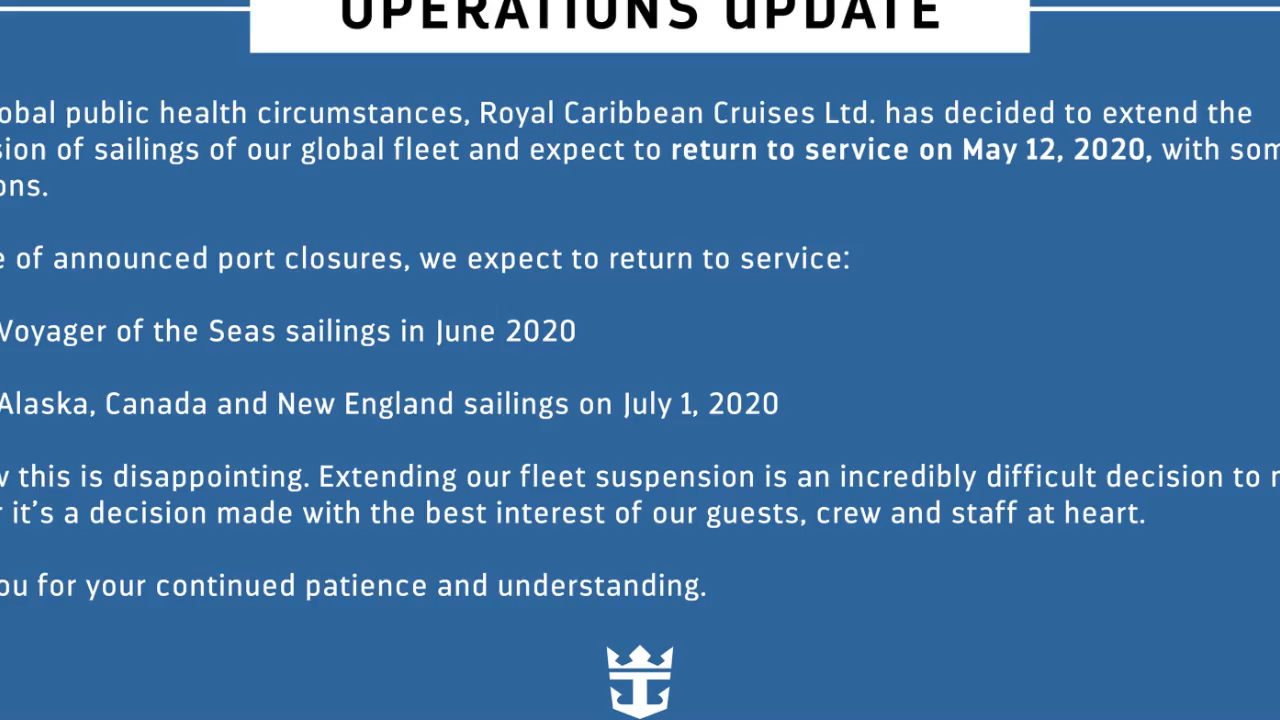 OPERATIONS UPDATE
obal public health circumstances, Royal Caribbean Cruises Ltd. has decided to extend the
sion of sailings of our global fleet and expect to return to service on May 12, 2020, with som
ons.
e of announced port closures, we expect to return to service:
Voyager of the Seas sailings in June 2020
Alaska, Canada and New England sailings on July 1, 2020
w this is disappointing. Extending our fleet suspension is an incredibly difficult decision to
r it's a decision made with the best interest of our guests, crew and staff at heart.
ou for your continued patience and understanding.